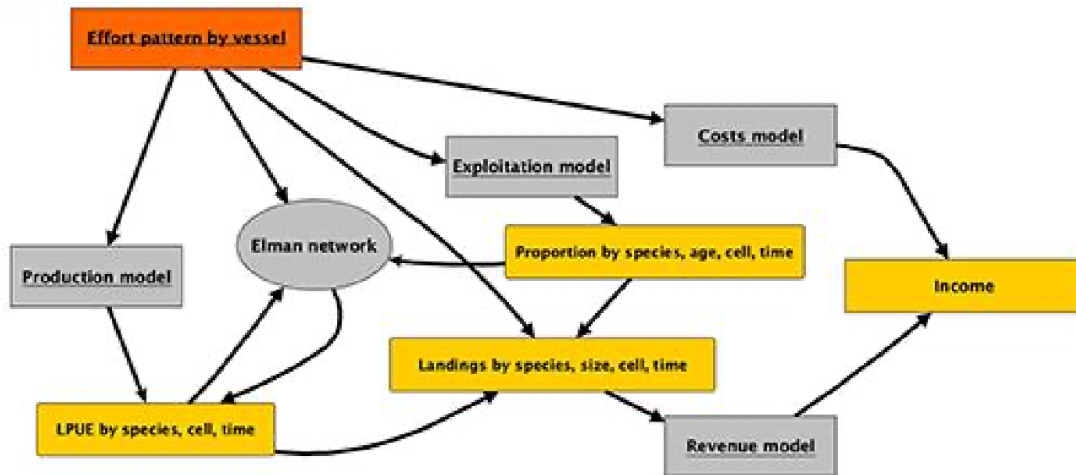 Effort pattern by vessel
Costs model
Exploitation model
Elman network
Proportion by species, age, cell, time
Production model
Income
Landings by species, size, cell, time
LPUE by species, cell, time
Revenue model